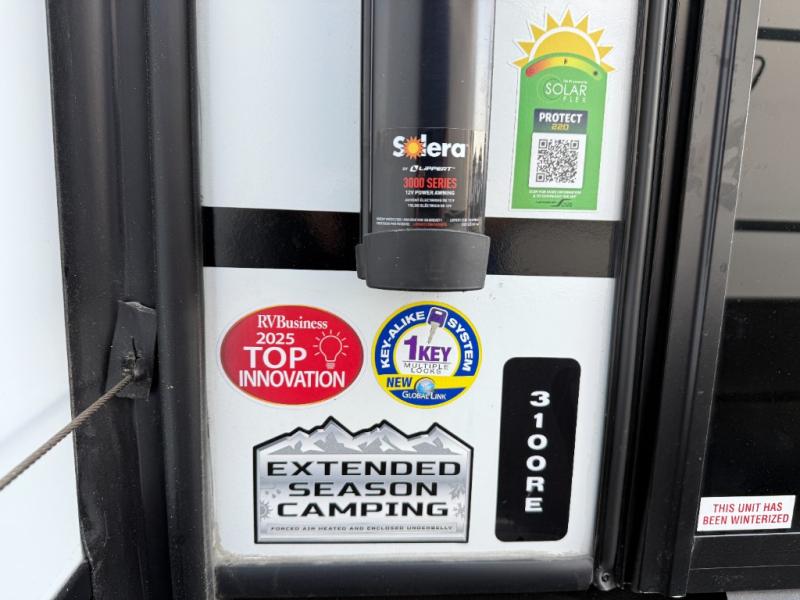 Solera
BY LIPPERT
3000 SERIES
12V POWER AWNING
SOLAR
FLEX
PROTECT
220
RVBusiness
2025
TOP
INNOVATION
KEY-ALIKE SYSTEM
1KEY
MULTIPLE
LOCKS
NEW
GLOBAL LINK
EXTENDED
SEASON
CAMPING
FORCED AIR HEATED AND ENCLOSED UNDERBELLY
3100RE
THIS UNIT HAS
BEEN WINTERIZED